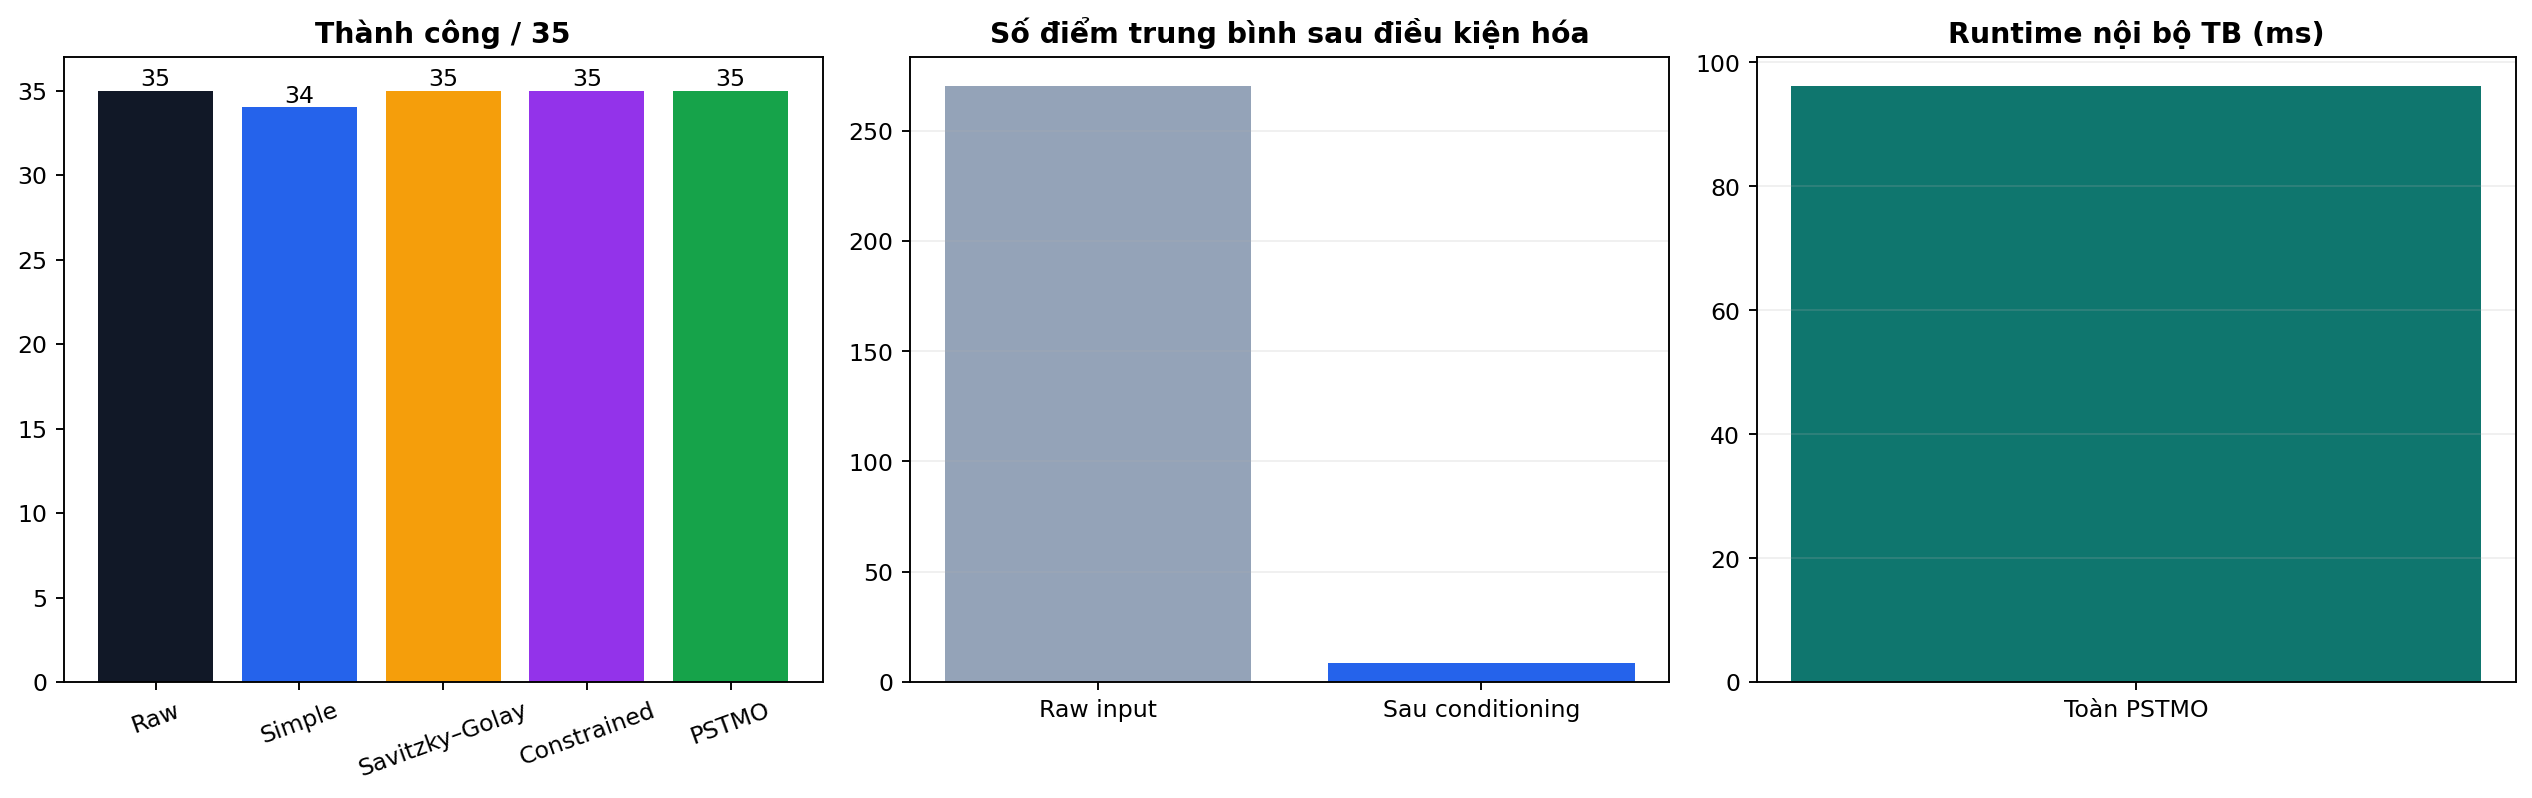 Thành công / 35
35
34
35
35
35
35
30
25
20
15
10
5
0
Raw
Simple
Savitzky–Golay
Constrained
PSTMO
Số điểm trung bình sau điều kiện hóa
250
200
150
100
50
0
Raw input
Sau conditioning
Runtime nội bộ TB (ms)
100
80
60
40
20
0
Toàn PSTMO